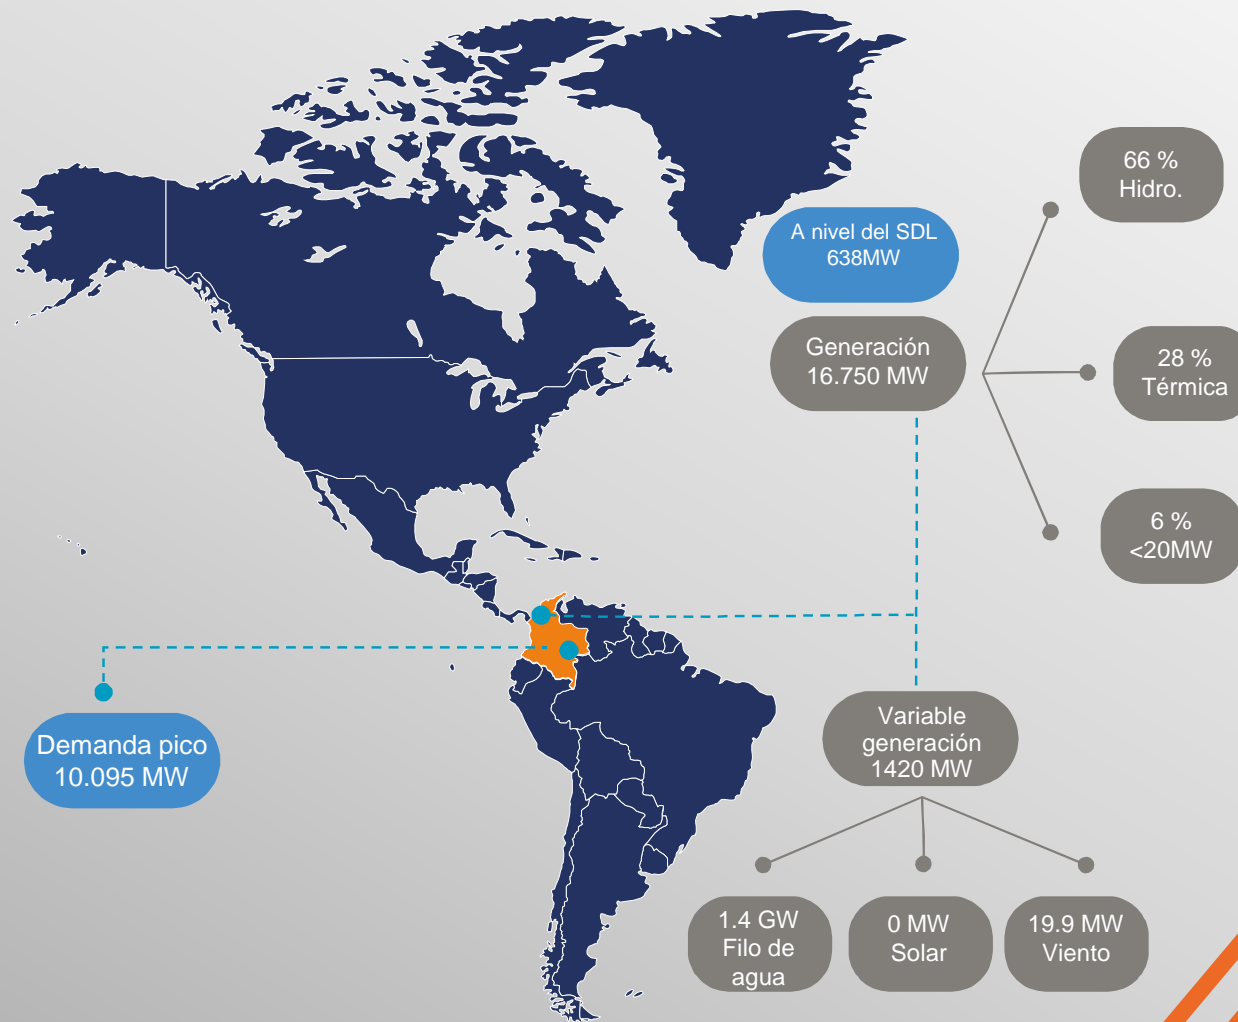 66 %
Hidro.
A nivel del SDL
638MW
Generación
16.750 MW
28 %
Térmica
6 %
<20MW
Demanda pico
10.095 MW
Variable
generación
1420 MW
1.4 GW
Filo de
agua
0 MW
Solar
19.9 MW
Viento